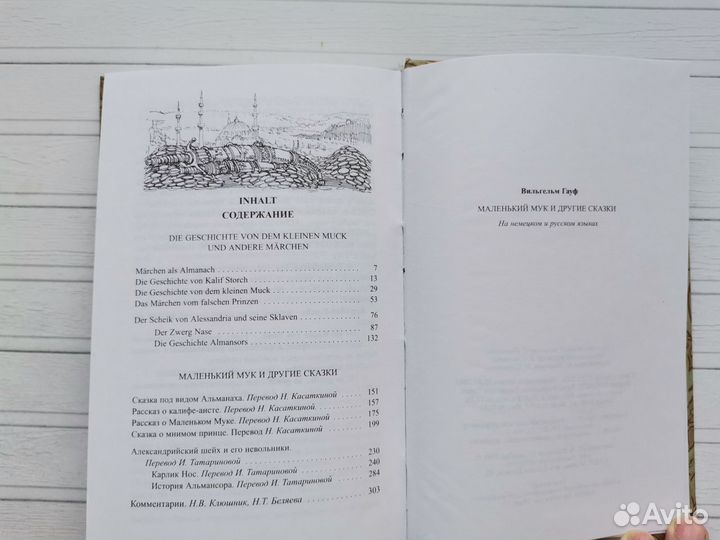 INHALT
СОДЕРЖАНИЕ
DIE GESCHICHTE VON DEM KLEINEN MUCK
UND ANDERE MÄRCHEN
Märchen als Almanach 7
Die Geschichte von Kalif Storch 13
Die Geschichte von dem kleinen Muck 29
Das Märchen vom falschen Prinzen 53
Der Scheik von Alessandria und seine Sklaven 76
Der Zwerg Nase 87
Die Geschichte Almansors 132
МАЛЕНЬКИЙ МУК И ДРУГИЕ СКАЗКИ
Сказка под видом Альманаха. Перевод Н. Касаткиной 151
Рассказ о калифе-аисте. Перевод Н. Касаткиной. 157
Рассказ о Маленьком Муке. Перевод Н. Касаткиной 175
Сказка о мнимом принце. Перевод Н. Касаткиной 199
Александрийский шейх и его невольники.
Перевод И. Татариновой 230
Карлик Нос. Перевод И. Татариновой 240
История Альмансора. Перевод И. Татариновой 284
Комментарии. Н.В. Клюшник, Н.Т. Беляева 303
Вильгельм Гауф
МАЛЕНЬКИЙ МУК И ДРУГИЕ СКАЗКИ
На немецком и русском языках
Avito